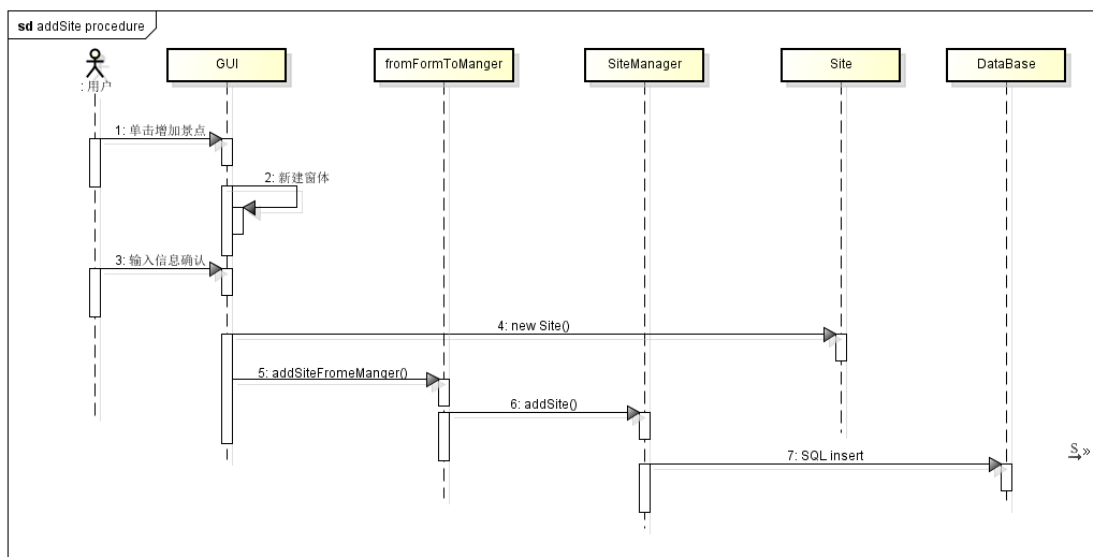 sd addSite procedure
GUI
fromFormToManger
SiteManager
Site
DataBase
: 用户
1: 单击增加景点
2: 新建窗体
3: 输入信息确认
4: new Site()
5: addSiteFromeManger()
6: addSite()
7: SQL insert
S »